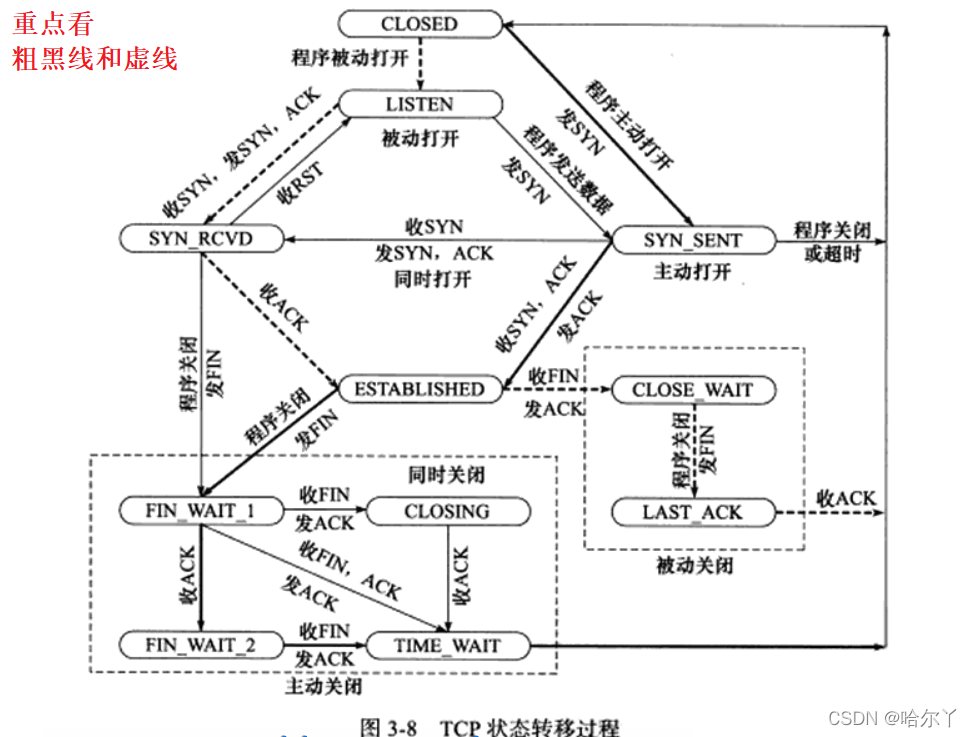 重点看
粗黑线和虚线
CLOSED
程序被动打开
LISTEN
被动打开
收SYN，发SYN，ACK
收RST
程序发送数据
发SYN
程序主动打开
发SYN
SYN_RCVD
收SYN
发SYN，ACK
同时打开
SYN_SENT
主动打开
程序关闭
或超时
收ACK
收SYN，ACK
发ACK
程序关闭
发FIN
ESTABLISHED
收FIN
发ACK
CLOSE_WAIT
程序关闭
发FIN
程序关闭
发FIN
LAST_ACK
收ACK
被动关闭
同时关闭
FIN_WAIT_1
收FIN
发ACK
CLOSING
收ACK
收FIN，ACK
发ACK
收ACK
FIN_WAIT_2
收FIN
发ACK
TIME_WAIT
主动关闭
图 3-8 TCP 状态转移过程
CSDN @哈尔丫